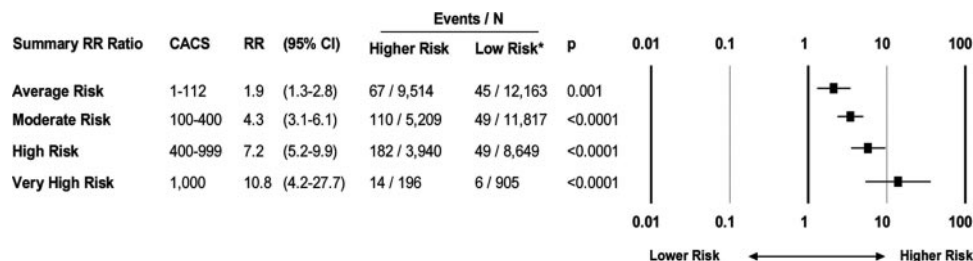 Events / N
Summary RR Ratio CACS RR (95% CI) Higher Risk Low Risk* p 0.01 0.1 1 10 100
Average Risk 1-112 1.9 (1.3-2.8) 67 / 9,514 45 / 12,163 0.001
Moderate Risk 100-400 4.3 (3.1-6.1) 110 / 5,209 49 / 11,817 <0.0001
High Risk 400-999 7.2 (5.2-9.9) 182 / 3,940 49 / 8,649 <0.0001
Very High Risk 1,000 10.8 (4.2-27.7) 14 / 196 6 / 905 <0.0001
0.01 0.1 1 10 100
Lower Risk Higher Risk